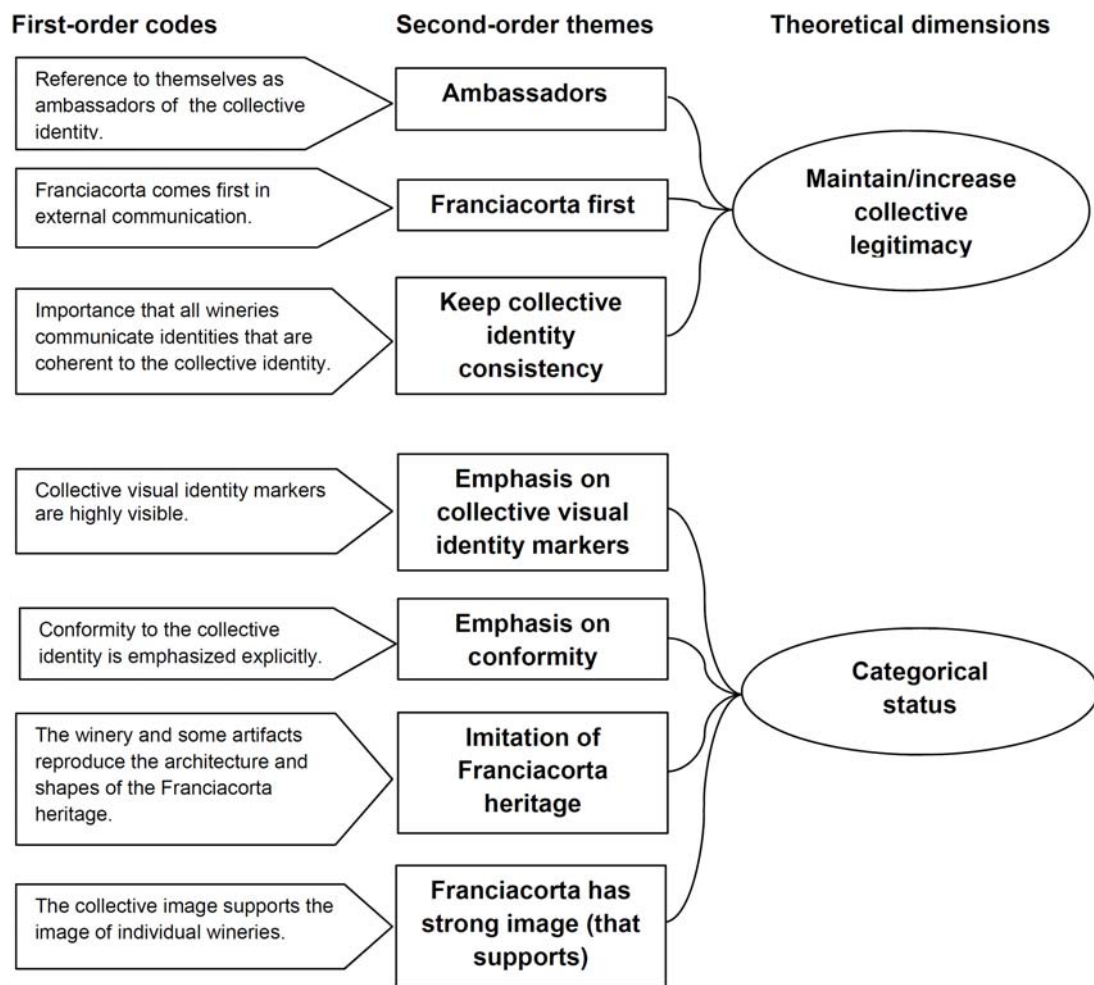 First-order codes
Second-order themes
Theoretical dimensions
Reference to themselves as
ambassadors of the collective
identity.
Ambassadors
Franciacorta comes first in
external communication.
Franciacorta first
Importance that all wineries
communicate identities that are
coherent to the collective identity.
Keep collective
identity
consistency
Maintain/increase
collective
legitimacy
Collective visual identity markers
are highly visible.
Emphasis on
collective visual
identity markers
Conformity to the collective
identity is emphasized explicitly.
Emphasis on
conformity
The winery and some artifacts
reproduce the architecture and
shapes of the Franciacorta
heritage.
Imitation of
Franciacorta
heritage
The collective image supports the
image of individual wineries.
Franciacorta has
strong image (that
supports)
Categorical
status